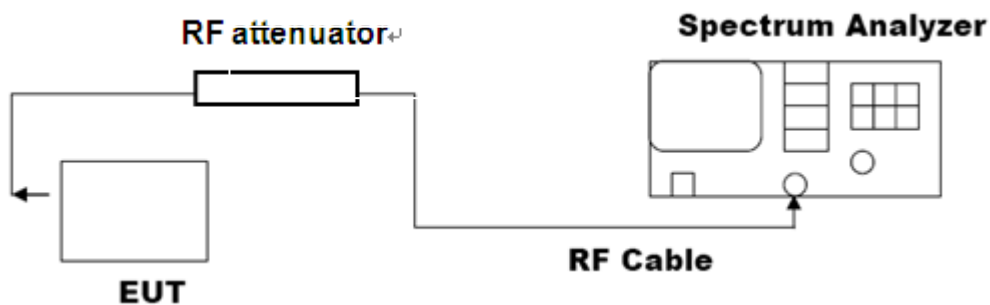 RF attenuator↵
Spectrum Analyzer
RF Cable
EUT